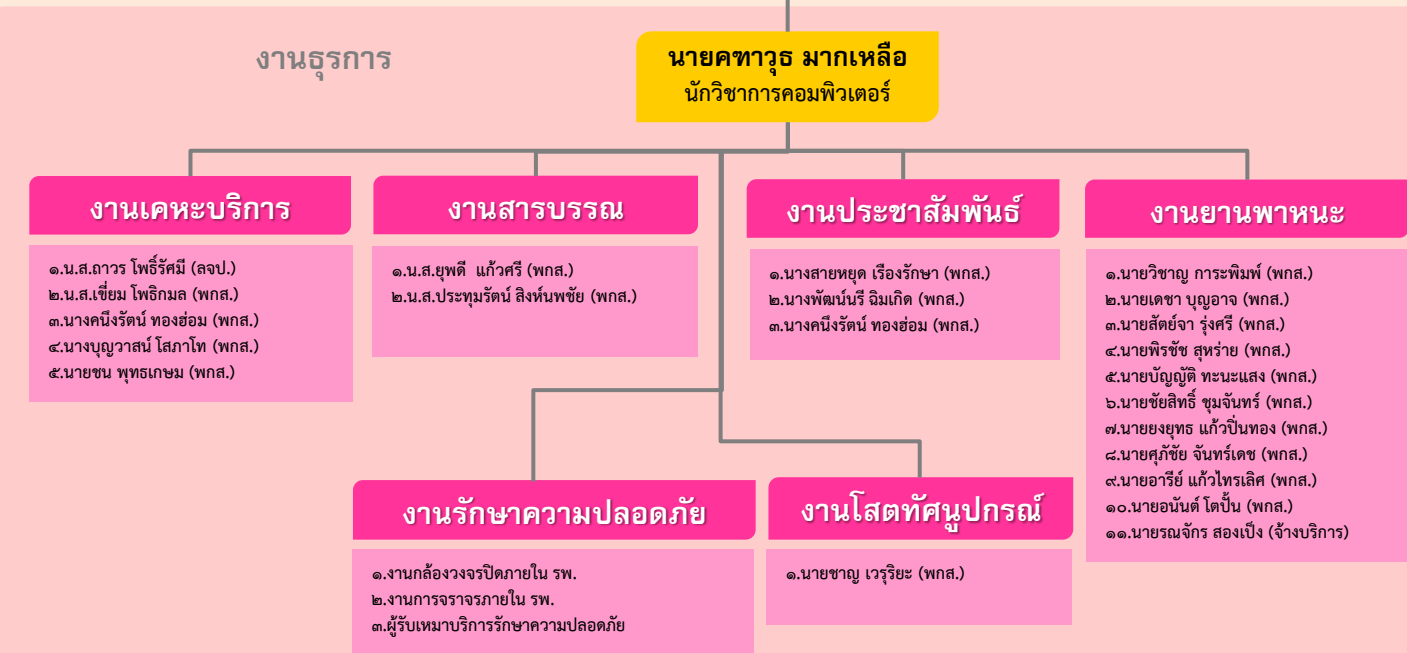 งานธุรการ
นายคฑาวุธ มากเหลือ
นักวิชาการคอมพิวเตอร์
งานเคหะบริการ
๑.น.ส.ถาวร โพธิ์รัศมี (ลจป.)
๒.น.ส.เขี่ยม โพธิกมล (พกส.)
๓.นางคนึงรัตน์ ทองฮ่อม (พกส.)
๔.นางบุญวาสน์ โสภาโท (พกส.)
๕.นายชน พุทธเกษม (พกส.)
งานสารบรรณ
๑.น.ส.ยุพดี แก้วศรี (พกส.)
๒.น.ส.ประทุมรัตน์ สิงห์นพชัย (พกส.)
งานประชาสัมพันธ์
๑.นางสายหยุด เรืองรักษา (พกส.)
๒.นางพัฒน์นรี ฉิมเกิด (พกส.)
๓.นางคนึงรัตน์ ทองฮ่อม (พกส.)
งานยานพาหนะ
๑.นายวิชาญ การะพิมพ์ (พกส.)
๒.นายเดชา บุญอาจ (พกส.)
๓.นายสัตย์จา รุ่งศรี (พกส.)
๔.นายพิรชัช สุหร่าย (พกส.)
๕.นายบัญญัติ ทะนะแสง (พกส.)
๖.นายชัยสิทธิ์ ชุมจันทร์ (พกส.)
๗.นายยงยุทธ แก้วปิ่นทอง (พกส.)
๘.นายศุภัชัย จันทร์เดช (พกส.)
๙.นายอารีย์ แก้วไทรเลิศ (พกส.)
๑๐.นายอนันต์ โตปั้น (พกส.)
๑๑.นายรณจักร สองเป็ง (จ้างบริการ)
งานรักษาความปลอดภัย
๑.งานกล้องวงจรปิดภายใน รพ.
๒.งานการจราจรภายใน รพ.
๓.ผู้รับเหมาบริการรักษาความปลอดภัย
งานโสตทัศนูปกรณ์
๑.นายชาญ เวรุริยะ (พกส.)